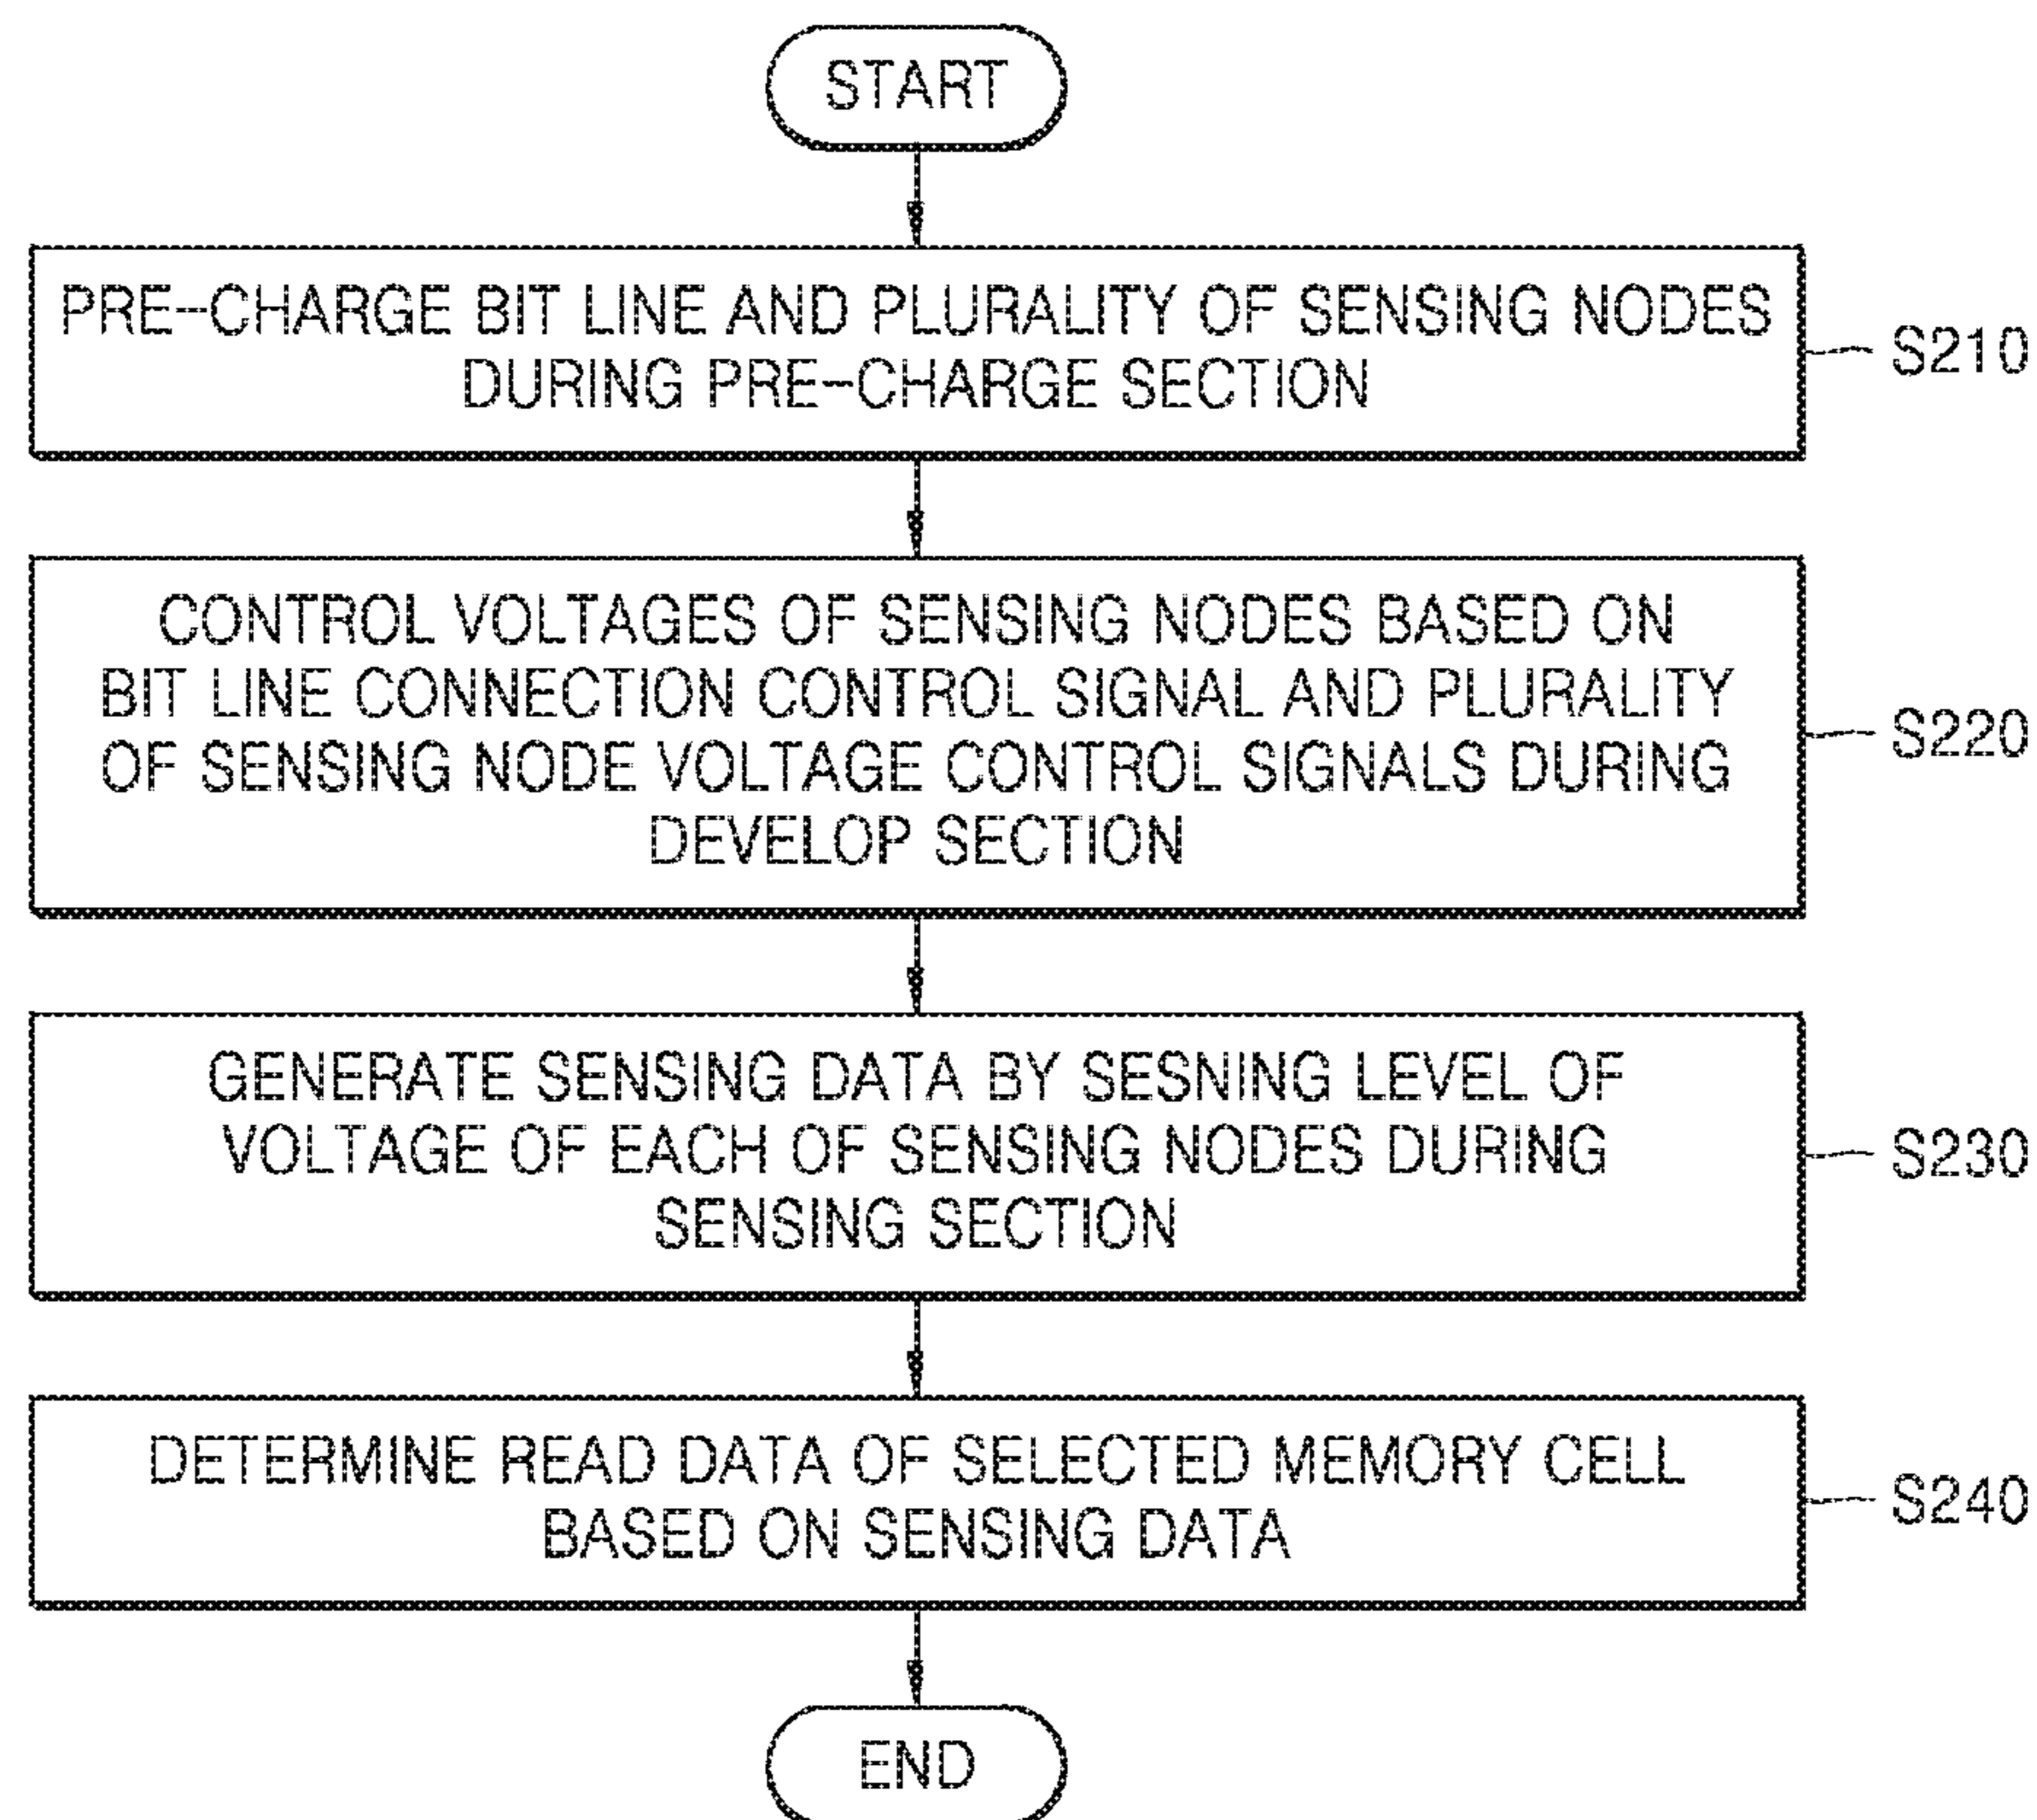 START
PRE-CHARGE BIT LINE AND PLURALITY OF SENSING NODES
DURING PRE-CHARGE SECTION
S210
CONTROL VOLTAGES OF SENSING NODES BASED ON
BIT LINE CONNECTION CONTROL SIGNAL AND PLURALITY
OF SENSING NODE VOLTAGE CONTROL SIGNALS DURING
DEVELOP SECTION
S220
GENERATE SENSING DATA BY SESNING LEVEL OF
VOLTAGE OF EACH OF SENSING NODES DURING
SENSING SECTION
S230
DETERMINE READ DATA OF SELECTED MEMORY CELL
BASED ON SENSING DATA
S240
END